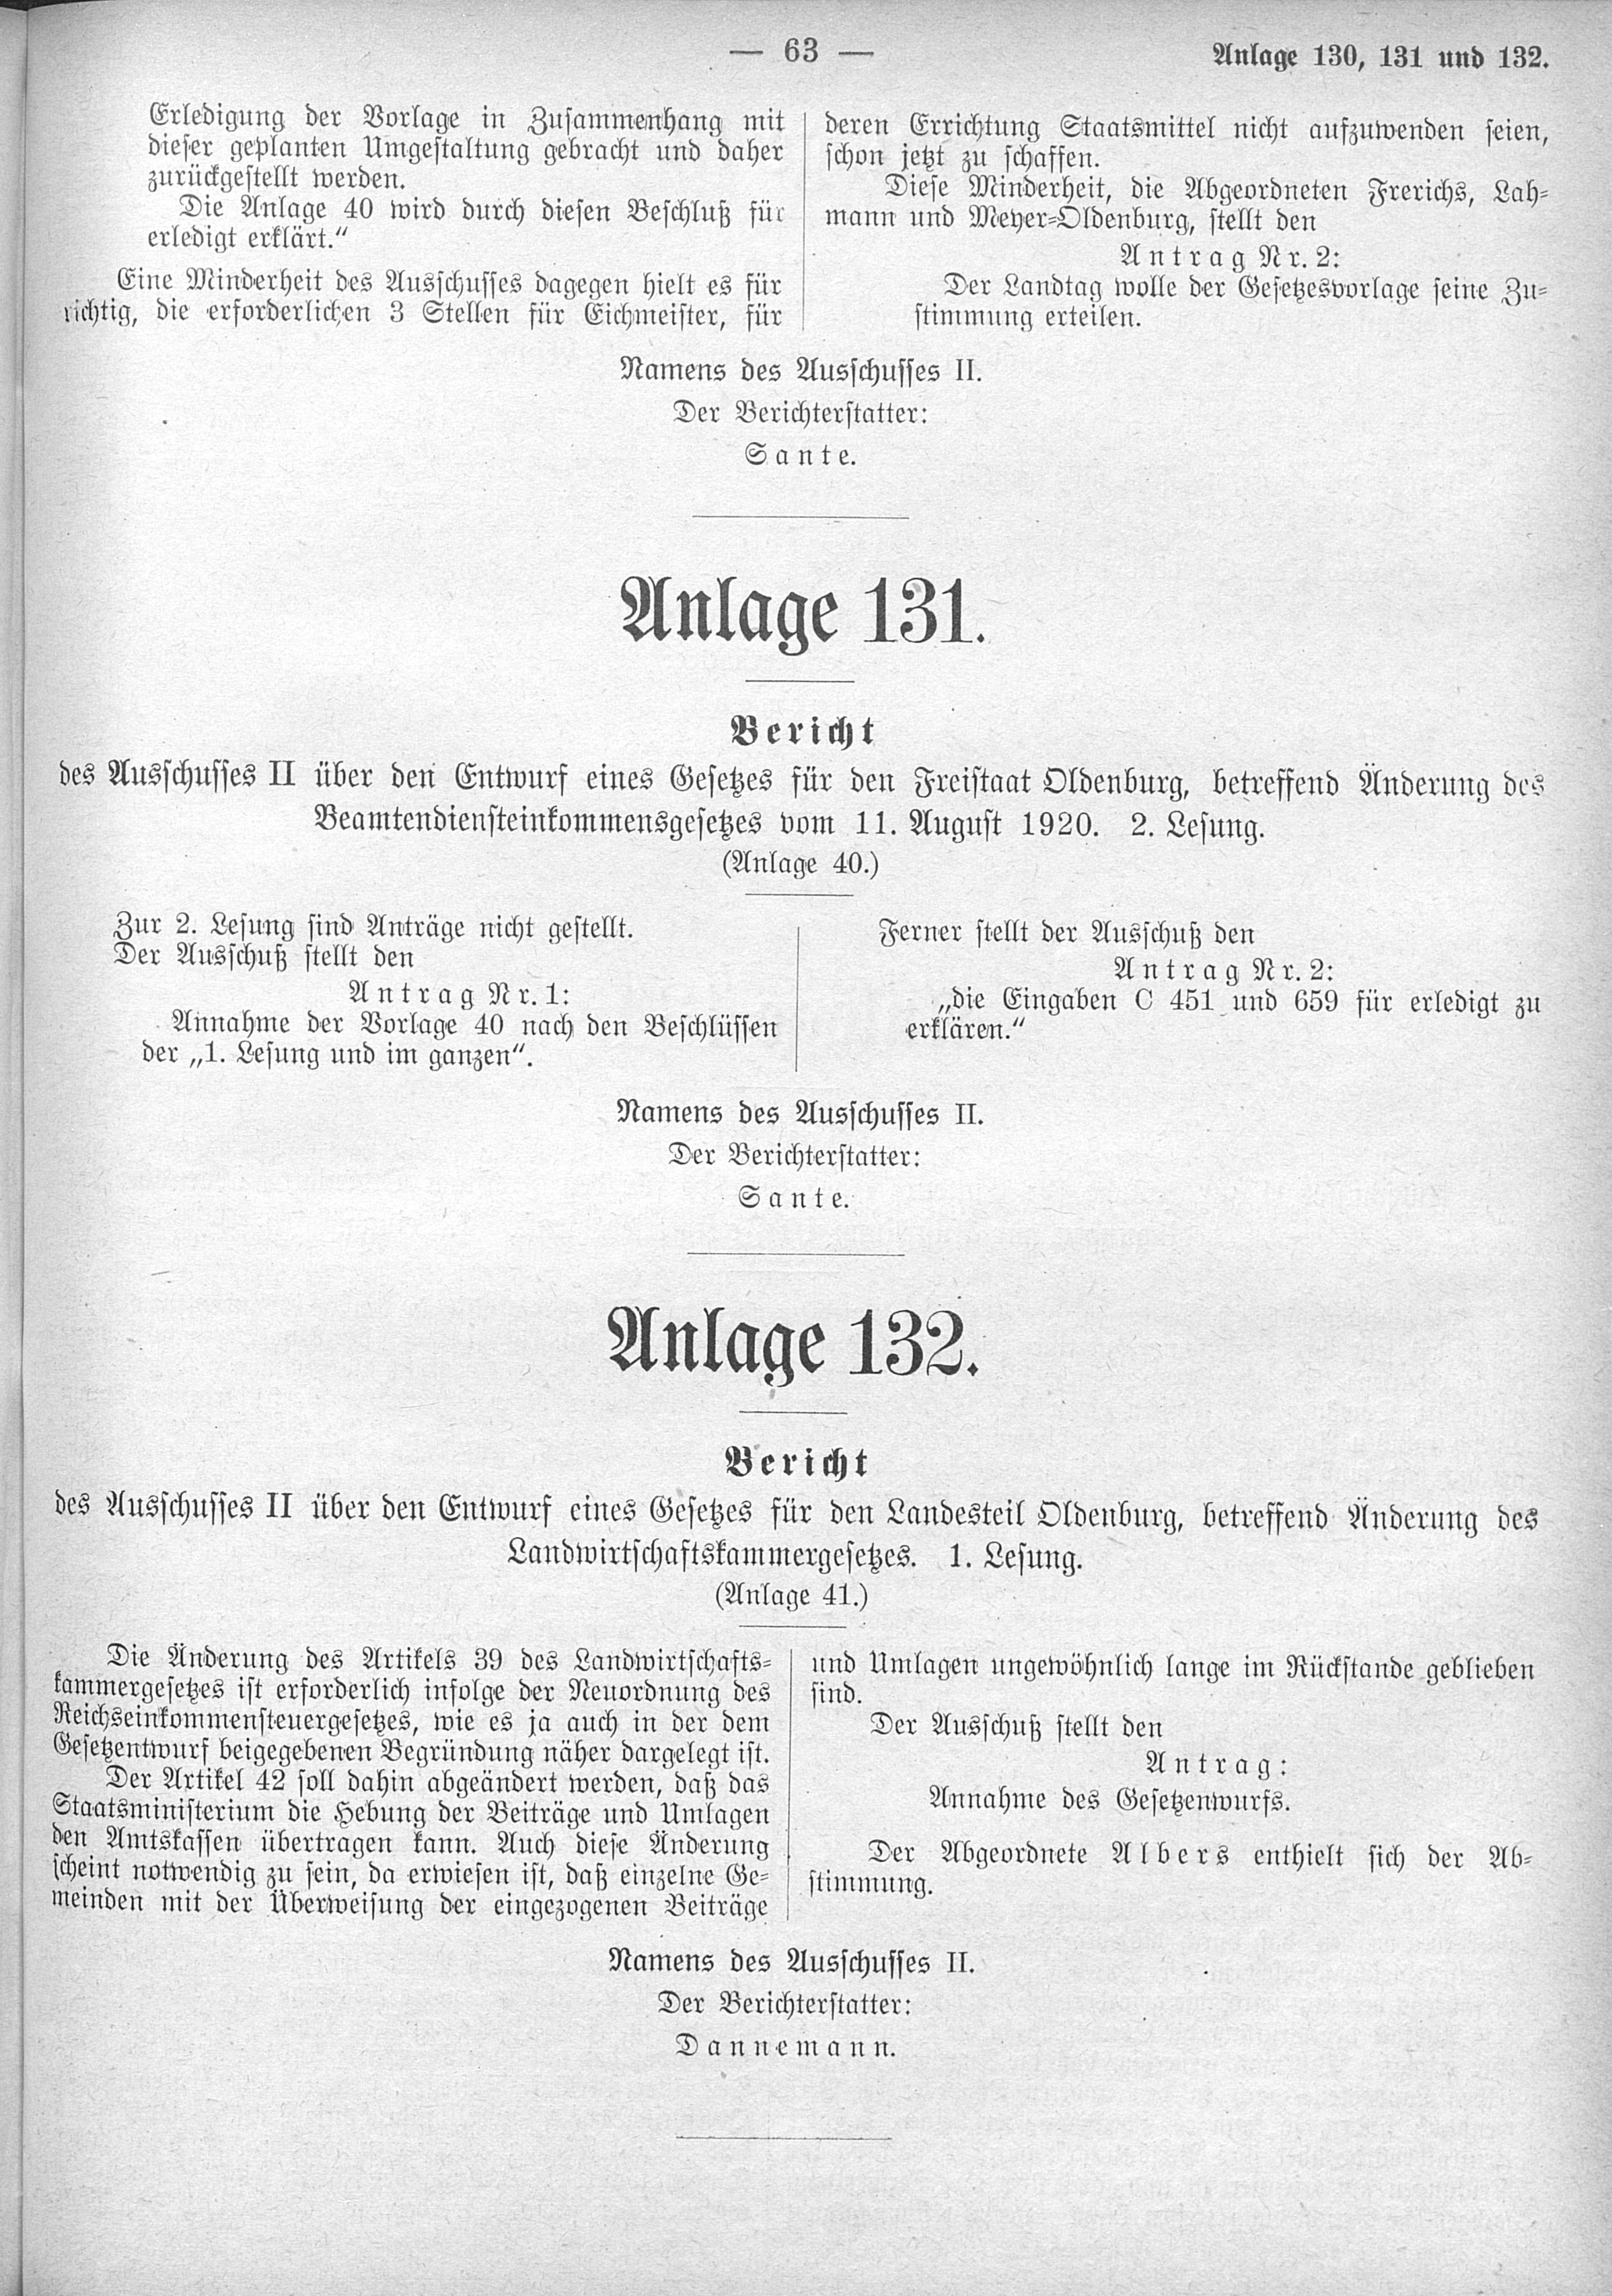 — 63 —
Anlage 130, 131 und 132.
Erledigung der Vorlage in Zusammenhang mit
dieser geplanten Umgestaltung gebracht und daher
zurückgestellt werden.
Die Anlage 40 wird durch diesen Beschluß für
erledigt erklärt.“
Eine Minderheit des Ausschusses dagegen hielt es für
richtig, die erforderlichen 3 Stellen für Eichmeister, für
deren Errichtung Staatsmittel nicht aufzuwenden seien,
schon jetzt zu schaffen.
Diese Minderheit, die Abgeordneten Frerichs, Lah-
mann und Meyer-Oldenburg, stellt den
Antrag Nr. 2:
Der Landtag wolle der Gesetzesvorlage seine Zu-
stimmung erteilen.
Namens des Ausschusses II.
Der Berichterstatter:
Sante.
Anlage 131.
Bericht
des Ausschusses II über den Entwurf eines Gesetzes für den Freistaat Oldenburg, betreffend Änderung des
Beamtendiensteinkommensgesetzes vom 11. August 1920. 2. Lesung.
(Anlage 40.)
Zur 2. Lesung sind Anträge nicht gestellt.
Der Ausschuß stellt den
Antrag Nr. 1:
Annahme der Vorlage 40 nach den Beschlüssen
der „1. Lesung und im ganzen“.
Ferner stellt der Ausschuß den
Antrag Nr. 2:
„die Eingaben C 451 und 659 für erledigt zu
erklären.“
Namens des Ausschusses II.
Der Berichterstatter:
Sante.
Anlage 132.
Bericht
des Ausschusses II über den Entwurf eines Gesetzes für den Landesteil Oldenburg, betreffend Änderung des
Landwirtschaftskammergesetzes. 1. Lesung.
(Anlage 41.)
Die Änderung des Artikels 39 des Landwirtschafts-
kammergesetzes ist erforderlich infolge der Neuordnung des
Reichseinkommensteuergesetzes, wie es ja auch in der dem
Gesetzentwurf beigegebenen Begründung näher dargelegt ist.
Der Artikel 42 soll dahin abgeändert werden, daß das
Staatsministerium die Hebung der Beiträge und Umlagen
den Amtskassen übertragen kann. Auch diese Änderung
scheint notwendig zu sein, da erwiesen ist, daß einzelne Ge-
meinden mit der Überweisung der eingezogenen Beiträge
und Umlagen ungewöhnlich lange im Rückstande geblieben
sind.
Der Ausschuß stellt den
Antrag:
Annahme des Gesetzenwurfs.
Der Abgeordnete Albers enthielt sich der Ab-
stimmung.
Namens des Ausschusses II.
Der Berichterstatter:
Dannemann.